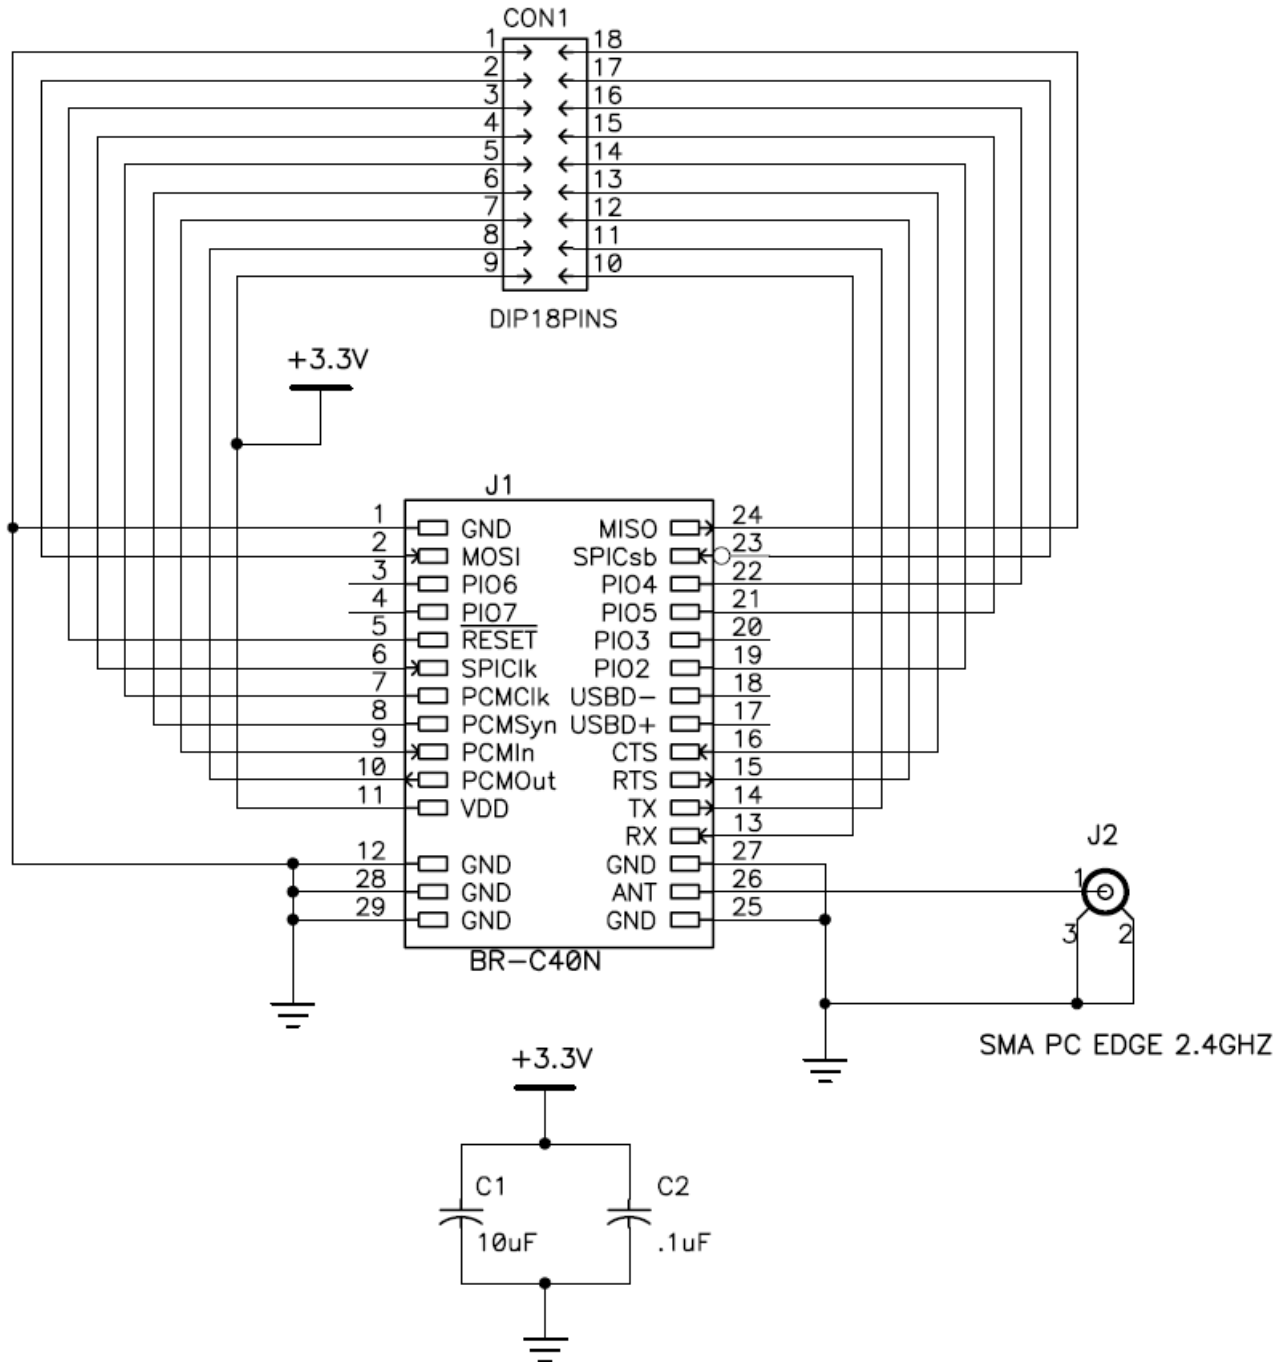 CON1
1 18
2 17
3 16
4 15
5 14
6 13
7 12
8 11
9 10
DIP18PINS
+3.3V
J1
1 GND MISO 24
2 MOSI SPICsb 23
3 PIO6 PIO4 22
4 PIO7 PIO5 21
5 RESET PIO3 20
6 SPIClk PIO2 19
7 PCMClk USBD- 18
8 PCMSyn USBD+ 17
9 PCMIn CTS 16
10 PCMOut RTS 15
11 VDD TX 14
RX 13
12 GND GND 27
28 GND ANT 26
29 GND GND 25
BR-C40N
J2
1
3 2
SMA PC EDGE 2.4GHZ
+3.3V
C1 C2
10uF .1uF